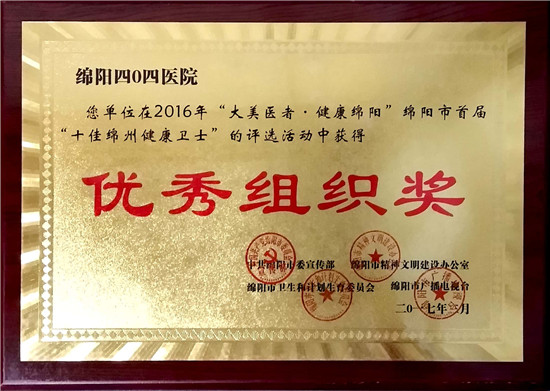 绵阳四0四医院
您单位在2016年“大美医者·健康绵阳”绵阳市首届
“十佳绵州健康卫士”的评选活动中获得
优秀组织奖
中共绵阳市委宣传部 绵阳市精神文明建设办公室
绵阳市卫生和计划生育委员会 绵阳市广播电视台
二〇一七年 月